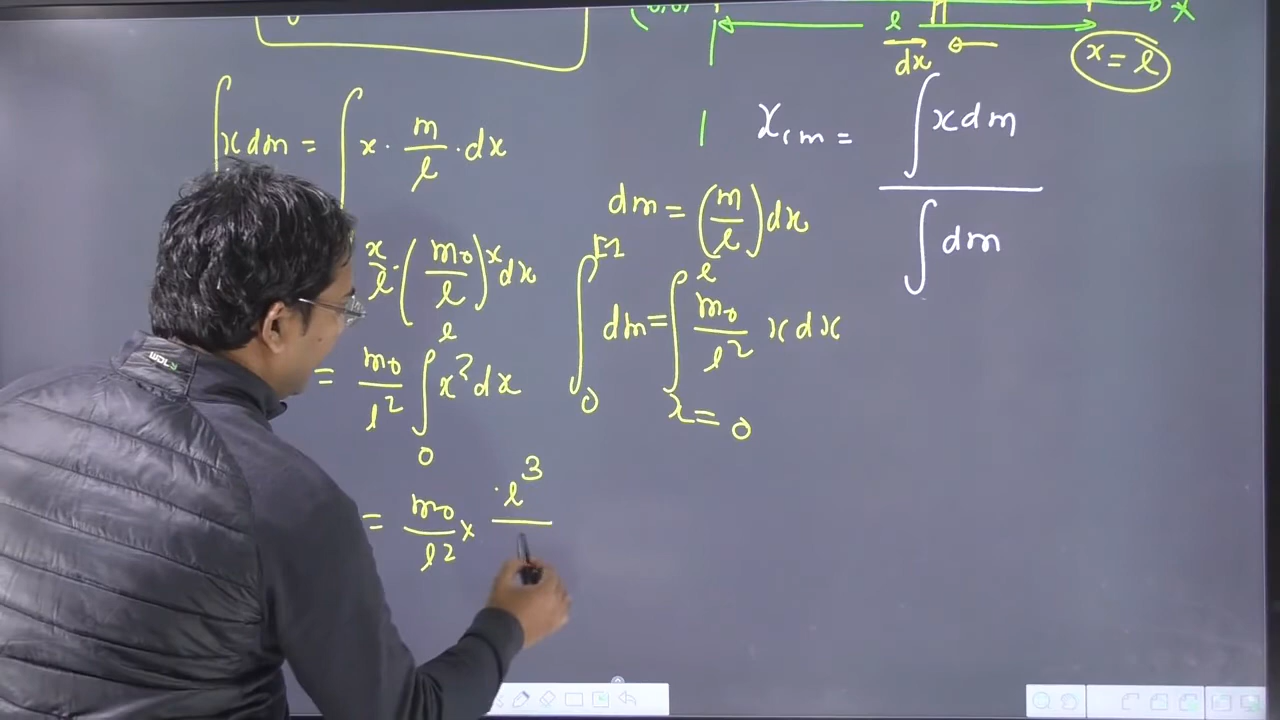 x
l
dx
x = l
∫ x dm = ∫ x · m/l · dx
x/l · (m₀/l) x dx
= m₀/l² ∫₀^l x² dx
= m₀/l² × · l³
dm = (m/l) dx
∫₀ dm = ∫_{x=0}^l m₀/l² x dx
x_cm = ∫ x dm / ∫ dm